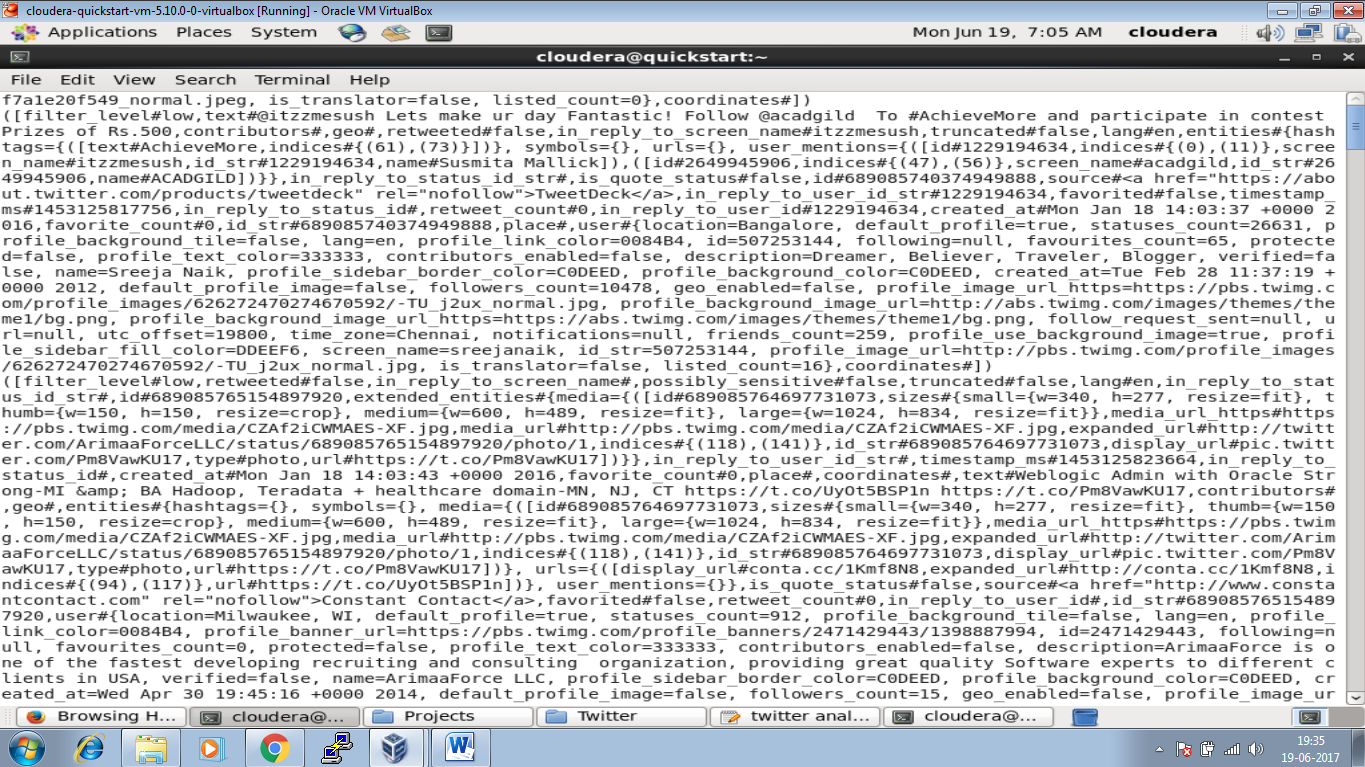 cloudera-quickstart-vm-5.10.0-0-virtualbox [Running] - Oracle VM VirtualBox
Applications Places System Mon Jun 19, 7:05 AM cloudera
cloudera@quickstart:~
File Edit View Search Terminal Help
f7a1e20f549_normal.jpeg, is_translator=false, listed_count=0},coordinates#])
([filter_level#low,text#@itzzmesush Lets make ur day Fantastic! Follow @acadgild  To #AchieveMore and participate in contest
Prizes of Rs.500,contributors#,geo#,retweeted#false,in_reply_to_screen_name#itzzmesush,truncated#false,lang#en,entities#{hash
tags={([text#AchieveMore,indices#{(61),(73)}])}, symbols={}, urls={}, user_mentions={([id#1229194634,indices#{(0),(11)},scree
n_name#itzzmesush,id_str#1229194634,name#Susmita Mallick]),([id#2649945906,indices#{(47),(56)},screen_name#acadgild,id_str#26
49945906,name#ACADGILD])}},in_reply_to_status_id_str#,is_quote_status#false,id#689085740374949888,source#<a href="https://abo
ut.twitter.com/products/tweetdeck" rel="nofollow">TweetDeck</a>,in_reply_to_user_id_str#1229194634,favorited#false,timestamp_
ms#1453125817756,in_reply_to_status_id#,retweet_count#0,in_reply_to_user_id#1229194634,created_at#Mon Jan 18 14:03:37 +0000 2
016,favorite_count#0,id_str#689085740374949888,place#,user#{location=Bangalore, default_profile=true, statuses_count=26631, p
rofile_background_tile=false, lang=en, profile_link_color=0084B4, id=507253144, following=null, favourites_count=65, protecte
d=false, profile_text_color=333333, contributors_enabled=false, description=Dreamer, Believer, Traveler, Blogger, verified=fa
lse, name=Sreeja Naik, profile_sidebar_border_color=C0DEED, profile_background_color=C0DEED, created_at=Tue Feb 28 11:37:19 +
0000 2012, default_profile_image=false, followers_count=10478, geo_enabled=false, profile_image_url_https=https://pbs.twimg.c
om/profile_images/626272470274670592/-TU_j2ux_normal.jpg, profile_background_image_url=http://abs.twimg.com/images/themes/the
me1/bg.png, profile_background_image_url_https=https://abs.twimg.com/images/themes/theme1/bg.png, follow_request_sent=null, u
rl=null, utc_offset=19800, time_zone=Chennai, notifications=null, friends_count=259, profile_use_background_image=true, profi
le_sidebar_fill_color=DDEEF6, screen_name=sreejanaik, id_str=507253144, profile_image_url=http://pbs.twimg.com/profile_images
/626272470274670592/-TU_j2ux_normal.jpg, is_translator=false, listed_count=16},coordinates#])
([filter_level#low,retweeted#false,in_reply_to_screen_name#,possibly_sensitive#false,truncated#false,lang#en,in_reply_to_stat
us_id_str#,id#689085765154897920,extended_entities#{media={([id#689085764697731073,sizes#{small={w=340, h=277, resize=fit}, t
humb={w=150, h=150, resize=crop}, medium={w=600, h=489, resize=fit}, large={w=1024, h=834, resize=fit}},media_url_https#https
://pbs.twimg.com/media/CZAf2iCWMAES-XF.jpg,media_url#http://pbs.twimg.com/media/CZAf2iCWMAES-XF.jpg,expanded_url#http://twitt
er.com/ArimaaForceLLC/status/689085765154897920/photo/1,indices#{(118),(141)},id_str#689085764697731073,display_url#pic.twitt
er.com/Pm8VawKU17,type#photo,url#https://t.co/Pm8VawKU17])}},in_reply_to_user_id_str#,timestamp_ms#1453125823664,in_reply_to_
status_id#,created_at#Mon Jan 18 14:03:43 +0000 2016,favorite_count#0,place#,coordinates#,text#Weblogic Admin with Oracle Str
ong-MI &amp; BA Hadoop, Teradata + healthcare domain-MN, NJ, CT https://t.co/UyOt5BSP1n https://t.co/Pm8VawKU17,contributors#
,geo#,entities#{hashtags={}, symbols={}, media={([id#689085764697731073,sizes#{small={w=340, h=277, resize=fit}, thumb={w=150
, h=150, resize=crop}, medium={w=600, h=489, resize=fit}, large={w=1024, h=834, resize=fit}},media_url_https#https://pbs.twim
g.com/media/CZAf2iCWMAES-XF.jpg,media_url#http://pbs.twimg.com/media/CZAf2iCWMAES-XF.jpg,expanded_url#http://twitter.com/Arim
aaForceLLC/status/689085765154897920/photo/1,indices#{(118),(141)},id_str#689085764697731073,display_url#pic.twitter.com/Pm8V
awKU17,type#photo,url#https://t.co/Pm8VawKU17])}, urls={([display_url#conta.cc/1Kmf8N8,expanded_url#http://conta.cc/1Kmf8N8,i
ndices#{(94),(117)},url#https://t.co/UyOt5BSP1n])}, user_mentions={}},is_quote_status#false,source#<a href="http://www.consta
ntcontact.com" rel="nofollow">Constant Contact</a>,favorited#false,retweet_count#0,in_reply_to_user_id#,id_str#68908576515489
7920,user#{location=Milwaukee, WI, default_profile=true, statuses_count=912, profile_background_tile=false, lang=en, profile_
link_color=0084B4, profile_banner_url=https://pbs.twimg.com/profile_banners/2471429443/1398887994, id=2471429443, following=n
ull, favourites_count=0, protected=false, profile_text_color=333333, contributors_enabled=false, description=ArimaaForce is o
ne of the fastest developing recruiting and consulting  organization, providing great quality Software experts to different c
lients in USA, verified=false, name=ArimaaForce LLC, profile_sidebar_border_color=C0DEED, profile_background_color=C0DEED, cr
eated_at=Wed Apr 30 19:45:16 +0000 2014, default_profile_image=false, followers_count=15, geo_enabled=false, profile_image_ur
Browsing H... cloudera@... Projects Twitter twitter anal... cloudera@...
19:35
19-06-2017